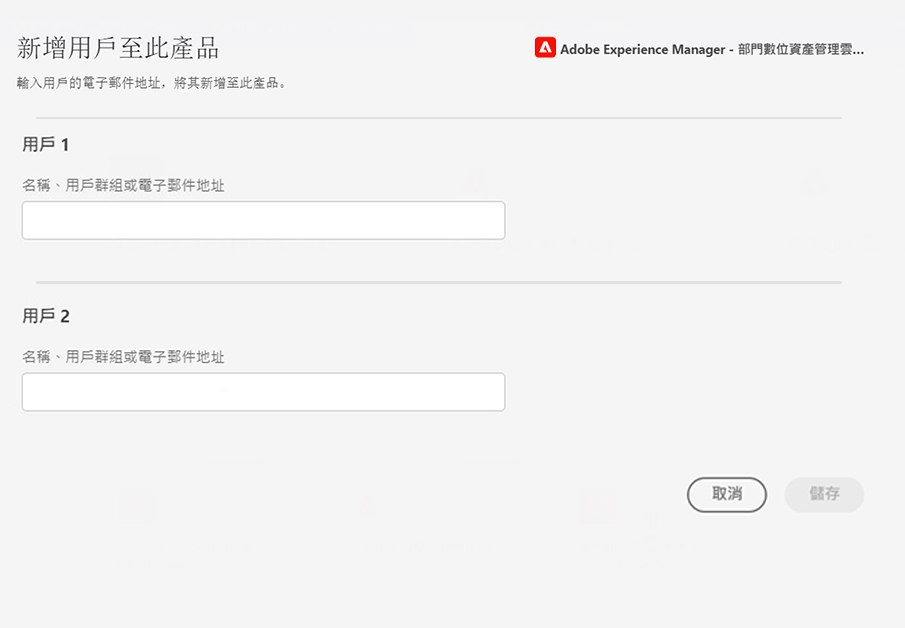 新增用戶至此產品
Adobe Experience Manager - 部門數位資產管理雲...
輸入用戶的電子郵件地址，將其新增至此產品。
用戶 1
名稱、用戶群組或電子郵件地址
用戶 2
名稱、用戶群組或電子郵件地址
取消
儲存